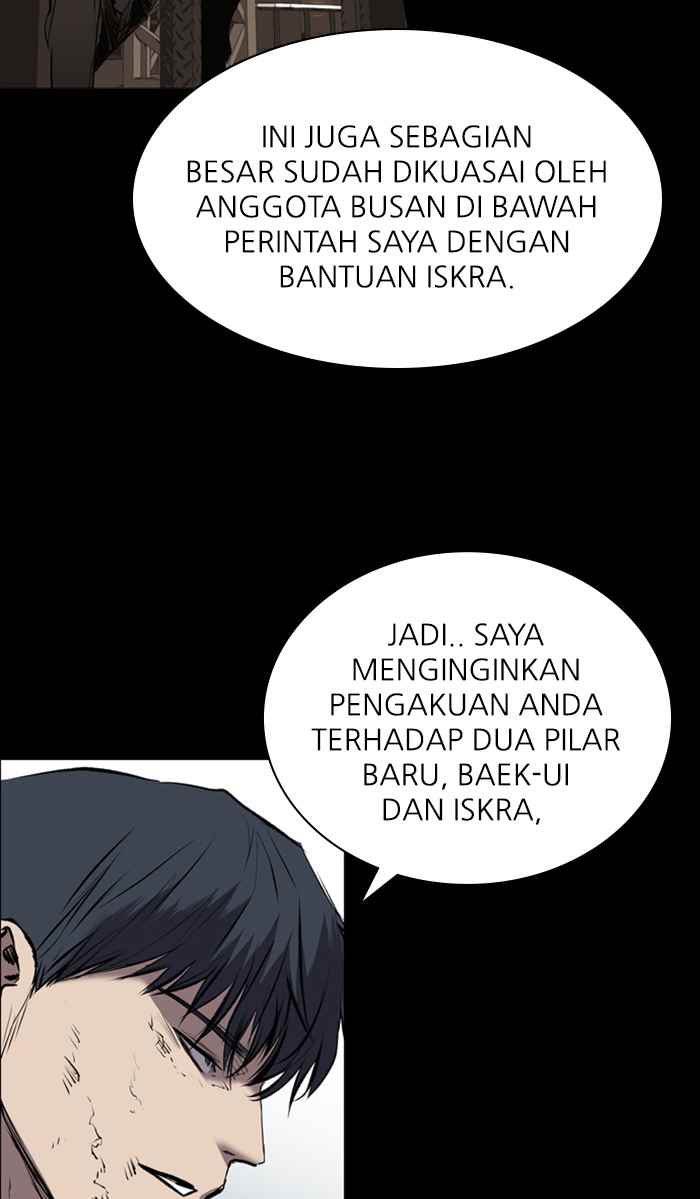 INI JUGA SEBAGIAN
BESAR SUDAH DIKUASAI OLEH
ANGGOTA BUSAN DI BAWAH
PERINTAH SAYA DENGAN
BANTUAN ISKRA.
JADI.. SAYA
MENGINGINKAN
PENGAKUAN ANDA
TERHADAP DUA PILAR
BARU, BAEK-UI
DAN ISKRA,